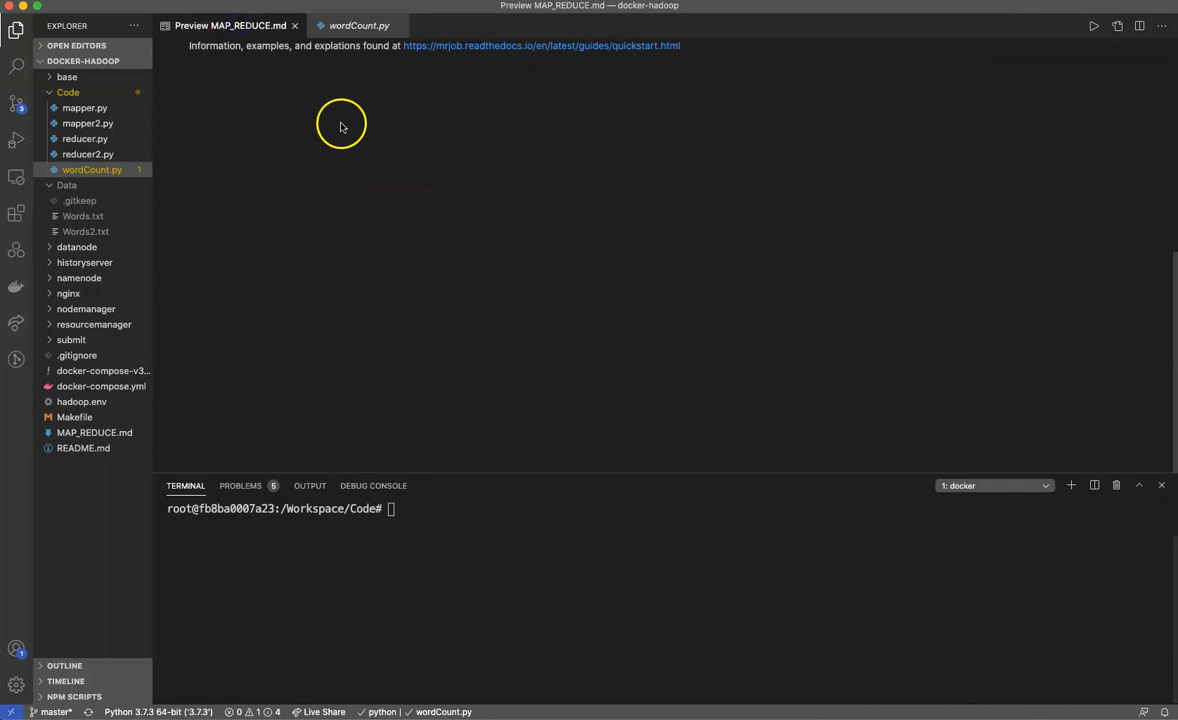 Preview MAP_REDUCE.md — docker-hadoop
EXPLORER
Preview MAP_REDUCE.md
wordCount.py
OPEN EDITORS
DOCKER-HADOOP
base
Code
mapper.py
mapper2.py
reducer.py
reducer2.py
wordCount.py 1
Data
.gitkeep
Words.txt
Words2.txt
datanode
historyserver
namenode
nginx
nodemanager
resourcemanager
submit
.gitignore
docker-compose-v3...
docker-compose.yml
hadoop.env
Makefile
MAP_REDUCE.md
README.md
OUTLINE
TIMELINE
NPM SCRIPTS
3
1
Information, examples, and explations found at https://mrjob.readthedocs.io/en/latest/guides/quickstart.html
TERMINAL PROBLEMS 5 OUTPUT DEBUG CONSOLE 1: docker
root@fb8ba0007a23:/Workspace/Code#
master* Python 3.7.3 64-bit ('3.7.3') 0 1 4 Live Share python wordCount.py